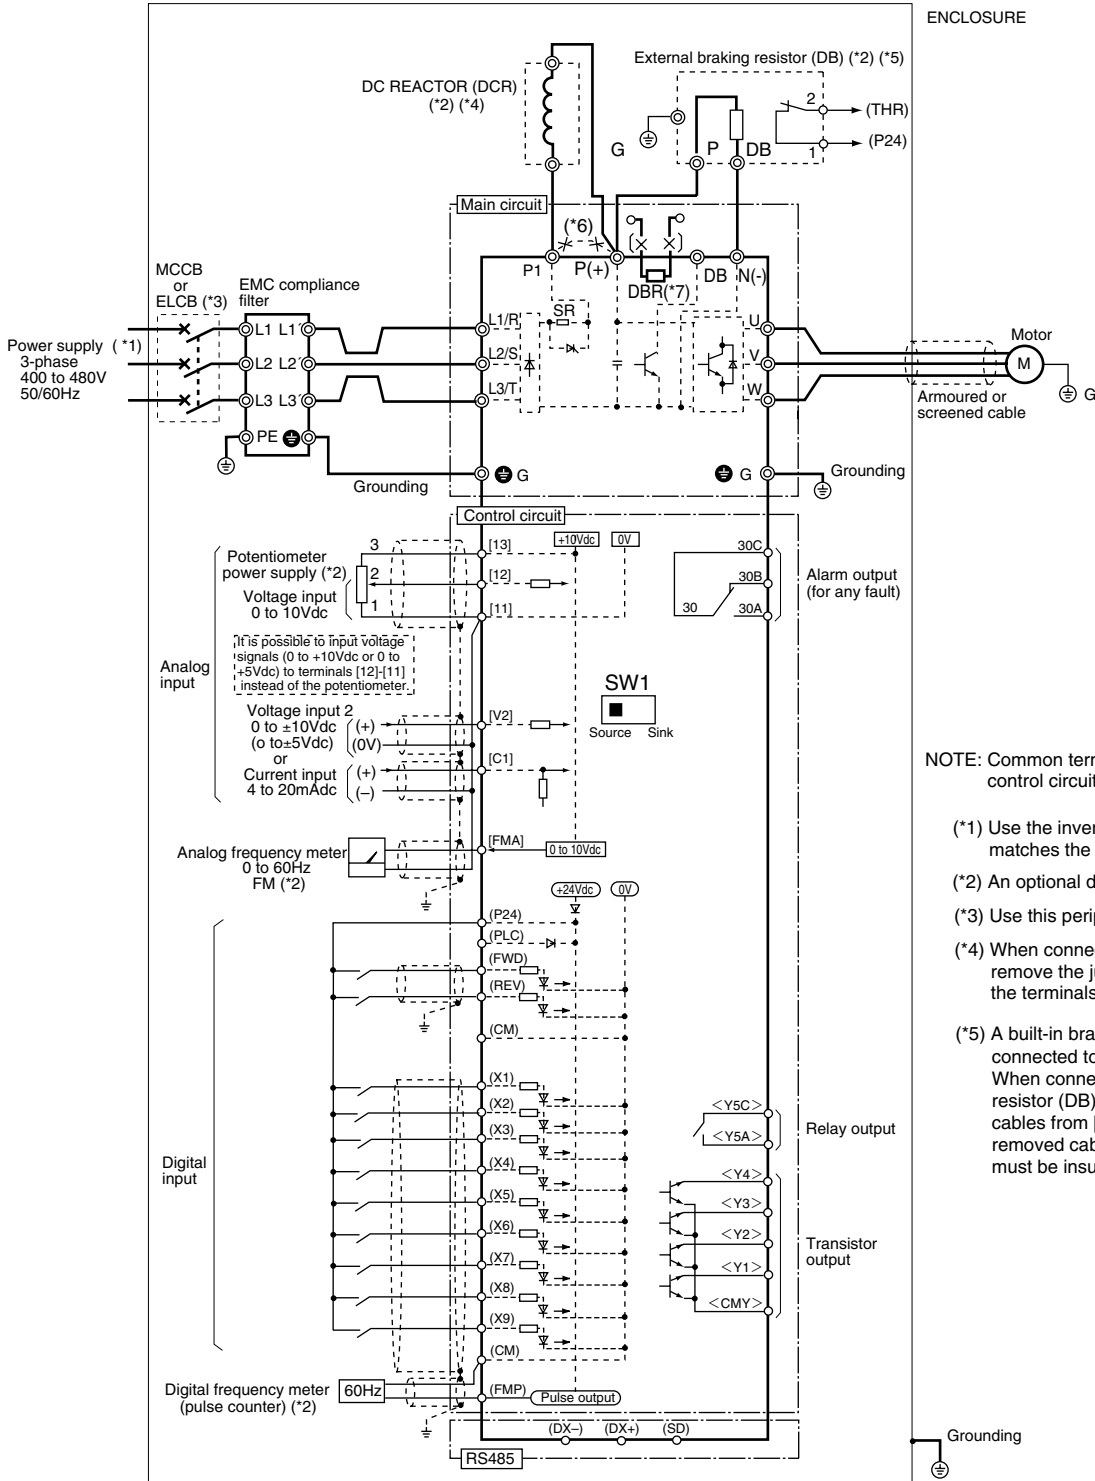 ENCLOSURE
External braking resistor (DB) (*2) (*5)
DC REACTOR (DCR)
(*2) (*4)
2
(THR)
(P24)
1
G
P
DB
Main circuit
(*6)
P1
P(+)
DBR(*7)
DB
N(-)
MCCB
or
ELCB (*3)
EMC compliance
filter
Power supply (*1)
3-phase
400 to 480V
50/60Hz
L1 L1´
L2 L2´
L3 L3´
PE
L1/R
L2/S
L3/T
SR
U
V
W
Motor
M
G
Armoured or
screened cable
Grounding
G
G
Grounding
Control circuit
Potentiometer
power supply (*2)
Voltage input
0 to 10Vdc
3
2
1
[13]
[12]
[11]
+10Vdc
0V
30C
30B
30
30A
Alarm output
(for any fault)
It is possible to input voltage
signals (0 to +10Vdc or 0 to
+5Vdc) to terminals [12]-[11]
instead of the potentiometer.
Analog
input
SW1
Source Sink
Voltage input 2
0 to ±10Vdc
(o to±5Vdc)
or
Current input
4 to 20mAdc
(+)
(0V)
(+)
(–)
[V2]
[C1]
Analog frequency meter
0 to 60Hz
FM (*2)
[FMA]
0 to 10Vdc
+24Vdc
0V
(P24)
(PLC)
(FWD)
(REV)
(CM)
(X1)
(X2)
(X3)
(X4)
(X5)
(X6)
(X7)
(X8)
(X9)
(CM)
(FMP)
Pulse output
Digital
input
<Y5C>
<Y5A>
Relay output
<Y4>
<Y3>
<Y2>
<Y1>
<CMY>
Transistor
output
Digital frequency meter
(pulse counter) (*2)
60Hz
(DX–) (DX+) (SD)
RS485
Grounding
NOTE: Common
control
(*1) Use the
matches the
(*2) An optional
(*3) Use this
(*4) When
remove the
the terminals
(*5) A built-in
connected to
When
resistor (DB)
cables from
removed
must be